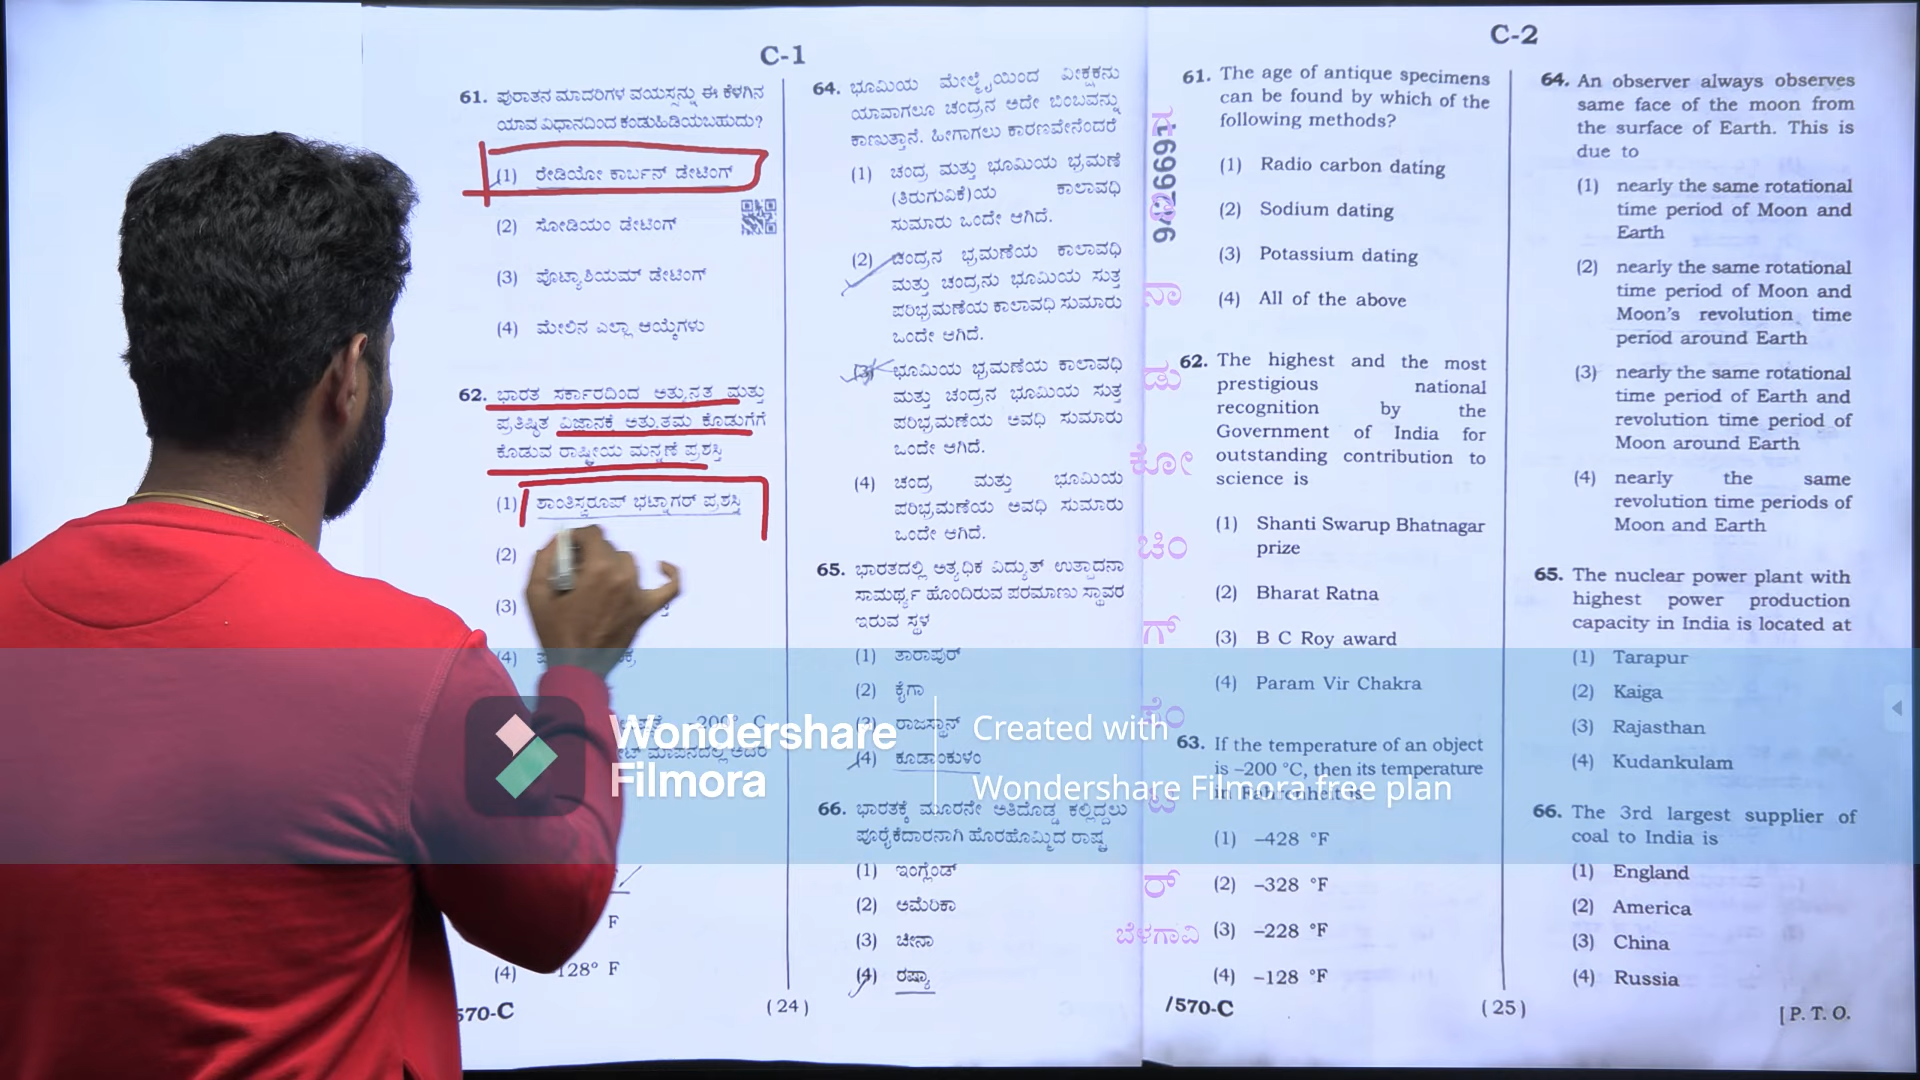 C-1
61. ಪುರಾತನ ಮಾದರಿಗಳ ವಯಸ್ಸನ್ನು ಈ ಕೆಳಗಿನ
ಯಾವ ವಿಧಾನದಿಂದ ಕಂಡುಹಿಡಿಯಬಹುದು?
(1) ರೇಡಿಯೋ ಕಾರ್ಬನ್ ಡೇಟಿಂಗ್
(2) ಸೋಡಿಯಂ ಡೇಟಿಂಗ್
(3) ಪೊಟ್ಯಾಶಿಯಮ್ ಡೇಟಿಂಗ್
(4) ಮೇಲಿನ ಎಲ್ಲಾ ಆಯ್ಕೆಗಳು
62. ಭಾರತ ಸರ್ಕಾರದಿಂದ ಅತ್ಯುನ್ನತ ಮತ್ತು
ಪ್ರತಿಷ್ಠಿತ ವಿಜ್ಞಾನಕ್ಕೆ ಅತ್ಯುತ್ತಮ ಕೊಡುಗೆಗೆ
ಕೊಡುವ ರಾಷ್ಟ್ರೀಯ ಮನ್ನಣೆ ಪ್ರಶಸ್ತಿ
(1) ಶಾಂತಿಸ್ವರೂಪ್ ಭಟ್ನಾಗರ್ ಪ್ರಶಸ್ತಿ
(2)
(3)
(4)
-200° C
F
(4) -128° F
570-C
(24)
64. ಭೂಮಿಯ ಮೇಲ್ಮೈಯಿಂದ ವೀಕ್ಷಕನು
ಯಾವಾಗಲೂ ಚಂದ್ರನ ಅದೇ ಬಿಂಬವನ್ನು
ಕಾಣುತ್ತಾನೆ. ಹೀಗಾಗಲು ಕಾರಣವೇನೆಂದರೆ
(1) ಚಂದ್ರ ಮತ್ತು ಭೂಮಿಯ ಭ್ರಮಣೆ
(ತಿರುಗುವಿಕೆ)ಯ ಕಾಲಾವಧಿ
ಸುಮಾರು ಒಂದೇ ಆಗಿದೆ.
(2) ಚಂದ್ರನ ಭ್ರಮಣೆಯ ಕಾಲಾವಧಿ
ಮತ್ತು ಚಂದ್ರನು ಭೂಮಿಯ ಸುತ್ತ
ಪರಿಭ್ರಮಣೆಯ ಕಾಲಾವಧಿ ಸುಮಾರು
ಒಂದೇ ಆಗಿದೆ.
(3) ಭೂಮಿಯ ಭ್ರಮಣೆಯ ಕಾಲಾವಧಿ
ಮತ್ತು ಚಂದ್ರನ ಭೂಮಿಯ ಸುತ್ತ
ಪರಿಭ್ರಮಣೆಯ ಅವಧಿ ಸುಮಾರು
ಒಂದೇ ಆಗಿದೆ.
(4) ಚಂದ್ರ ಮತ್ತು ಭೂಮಿಯ
ಪರಿಭ್ರಮಣೆಯ ಅವಧಿ ಸುಮಾರು
ಒಂದೇ ಆಗಿದೆ.
65. ಭಾರತದಲ್ಲಿ ಅತ್ಯಧಿಕ ವಿದ್ಯುತ್ ಉತ್ಪಾದನಾ
ಸಾಮರ್ಥ್ಯ ಹೊಂದಿರುವ ಪರಮಾಣು ಸ್ಥಾವರ
ಇರುವ ಸ್ಥಳ
(1) ತಾರಾಪುರ್
(2) ಕೈಗಾ
(3) ರಾಜಸ್ಥಾನ್
(4) ಕೂಡಾಂಕುಳಂ
66. ಭಾರತಕ್ಕೆ ಮೂರನೇ ಅತಿದೊಡ್ಡ ಕಲ್ಲಿದ್ದಲು
ಪೂರೈಕೆದಾರನಾಗಿ ಹೊರಹೊಮ್ಮಿದ ರಾಷ್ಟ್ರ
(1) ಇಂಗ್ಲೆಂಡ್
(2) ಅಮೆರಿಕಾ
(3) ಚೀನಾ
(4) ರಷ್ಯಾ
ಬೆಳಗಾವಿ
C-2
61. The age of antique specimens
can be found by which of the
following methods?
(1) Radio carbon dating
(2) Sodium dating
(3) Potassium dating
(4) All of the above
62. The highest and the most
prestigious national
recognition by the
Government of India for
outstanding contribution to
science is
(1) Shanti Swarup Bhatnagar
prize
(2) Bharat Ratna
(3) B C Roy award
(4) Param Vir Chakra
63. If the temperature of an object
is –200 °C, then its temperature
in Fahrenheit is
(1) –428 °F
(2) –328 °F
(3) –228 °F
(4) –128 °F
/570-C
(25)
64. An observer always observes
same face of the moon from
the surface of Earth. This is
due to
(1) nearly the same rotational
time period of Moon and
Earth
(2) nearly the same rotational
time period of Moon and
Moon's revolution time
period around Earth
(3) nearly the same rotational
time period of Earth and
revolution time period of
Moon around Earth
(4) nearly the same
revolution time periods of
Moon and Earth
65. The nuclear power plant with
highest power production
capacity in India is located at
(1) Tarapur
(2) Kaiga
(3) Rajasthan
(4) Kudankulam
66. The 3rd largest supplier of
coal to India is
(1) England
(2) America
(3) China
(4) Russia
[ P. T. O.
Wondershare
Filmora
Created with
Wondershare Filmora free plan